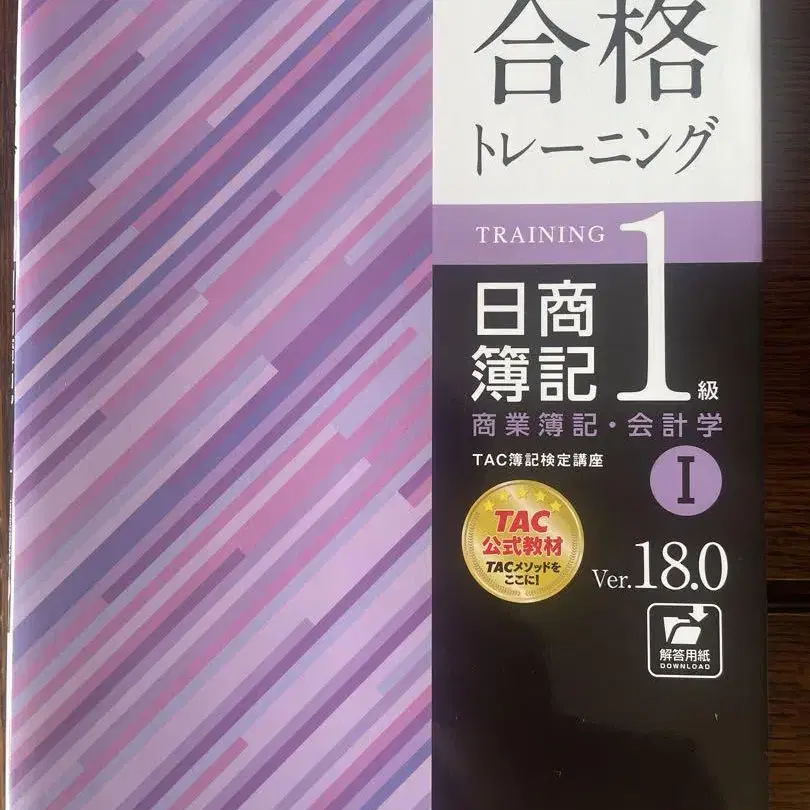 合格
トレーニング
TRAINING
日商
簿記
1級
商業簿記・会計学
TAC簿記検定講座
I
TAC
公式教材
TACメソッドを
ここに!
Ver.18.0
解答用紙
DOWNLOAD